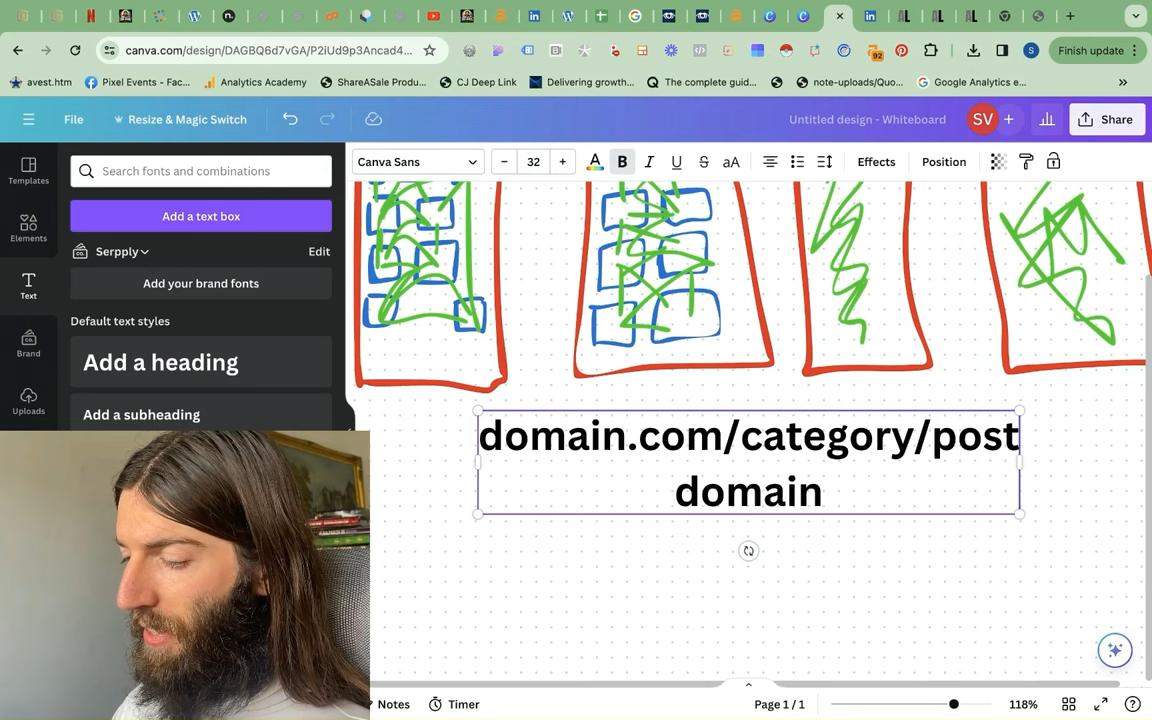 canva.com/design/DAGBQ6d7vGA/P2iUd9p3Ancad4...
92
S
Finish update
avest.htm
Pixel Events - Fac...
Analytics Academy
ShareASale Produ...
CJ Deep Link
Delivering growth...
The complete guid...
note-uploads/Quo...
Google Analytics e...
File
Resize & Magic Switch
Untitled design - Whiteboard
SV
Share
Templates
Elements
Text
Brand
Uploads
Search fonts and combinations
Add a text box
Serpply
Edit
Add your brand fonts
Default text styles
Add a heading
Add a subheading
Canva Sans
32
A
B
I
U
S
aA
Effects
Position
domain.com/category/post
domain
Notes
Timer
Page 1 / 1
118%